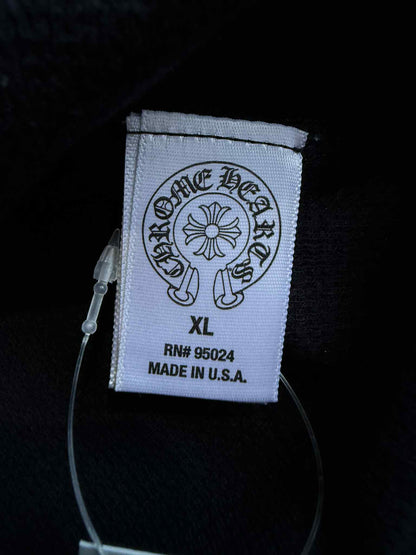 CHROME HEARTS
XL
RN# 95024
MADE IN U.S.A.